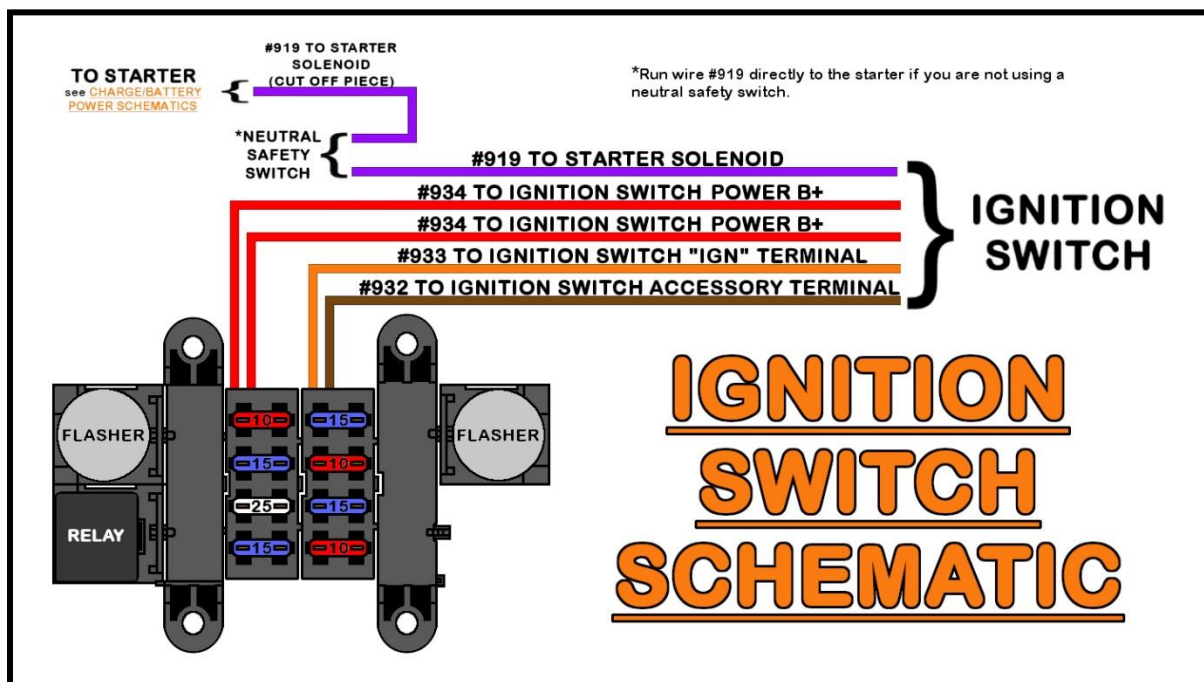 #919 TO STARTER
SOLENOID
(CUT OFF PIECE)
TO STARTER
see CHARGE/BATTERY
POWER SCHEMATICS
*Run wire #919 directly to the starter if you are not using a
neutral safety switch.
*NEUTRAL
SAFETY
SWITCH
#919 TO STARTER SOLENOID
#934 TO IGNITION SWITCH POWER B+
#934 TO IGNITION SWITCH POWER B+
#933 TO IGNITION SWITCH "IGN" TERMINAL
#932 TO IGNITION SWITCH ACCESSORY TERMINAL
IGNITION
SWITCH
FLASHER
RELAY
10
15
25
15
15
10
15
10
FLASHER
IGNITION
SWITCH
SCHEMATIC